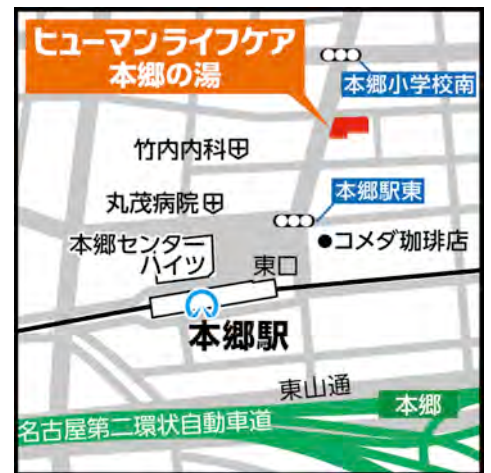 ヒューマンライフケア
本郷の湯
本郷小学校南
竹内内科
丸茂病院
本郷駅東
本郷センター
ハイツ
コメダ珈琲店
東口
本郷駅
東山通
本郷
名古屋第二環状自動車道